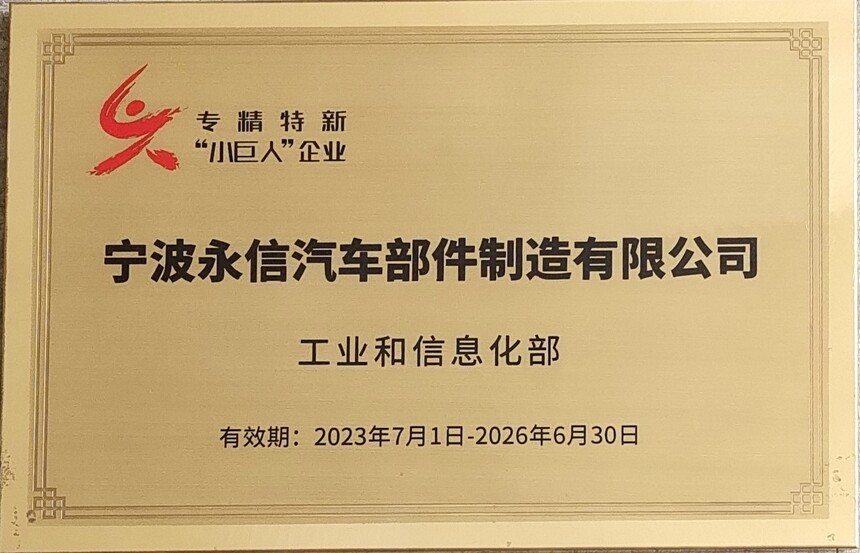 专精特新
“小巨人”企业
宁波永信汽车部件制造有限公司
工业和信息化部
有效期：2023年7月1日-2026年6月30日